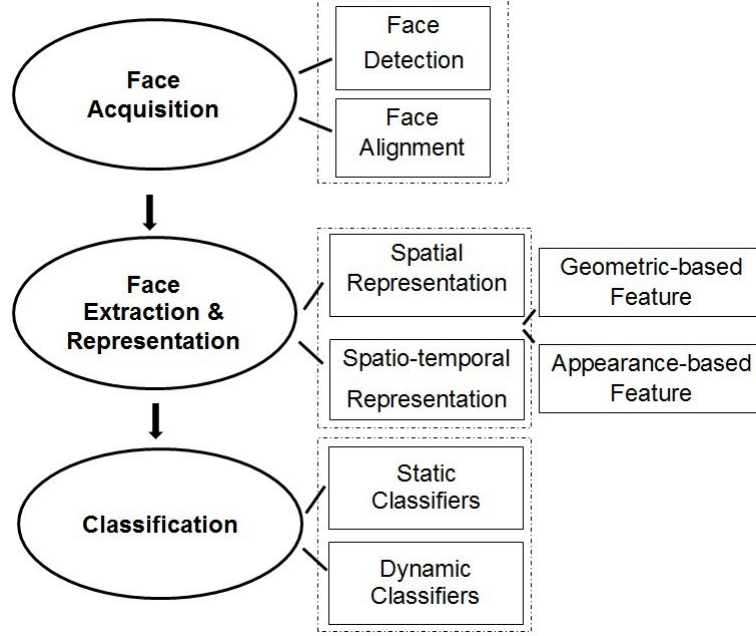 Face
Acquisition
Face
Detection
Face
Alignment
Face
Extraction &
Representation
Spatial
Representation
Spatio-temporal
Representation
Geometric-based
Feature
Appearance-based
Feature
Classification
Static
Classifiers
Dynamic
Classifiers